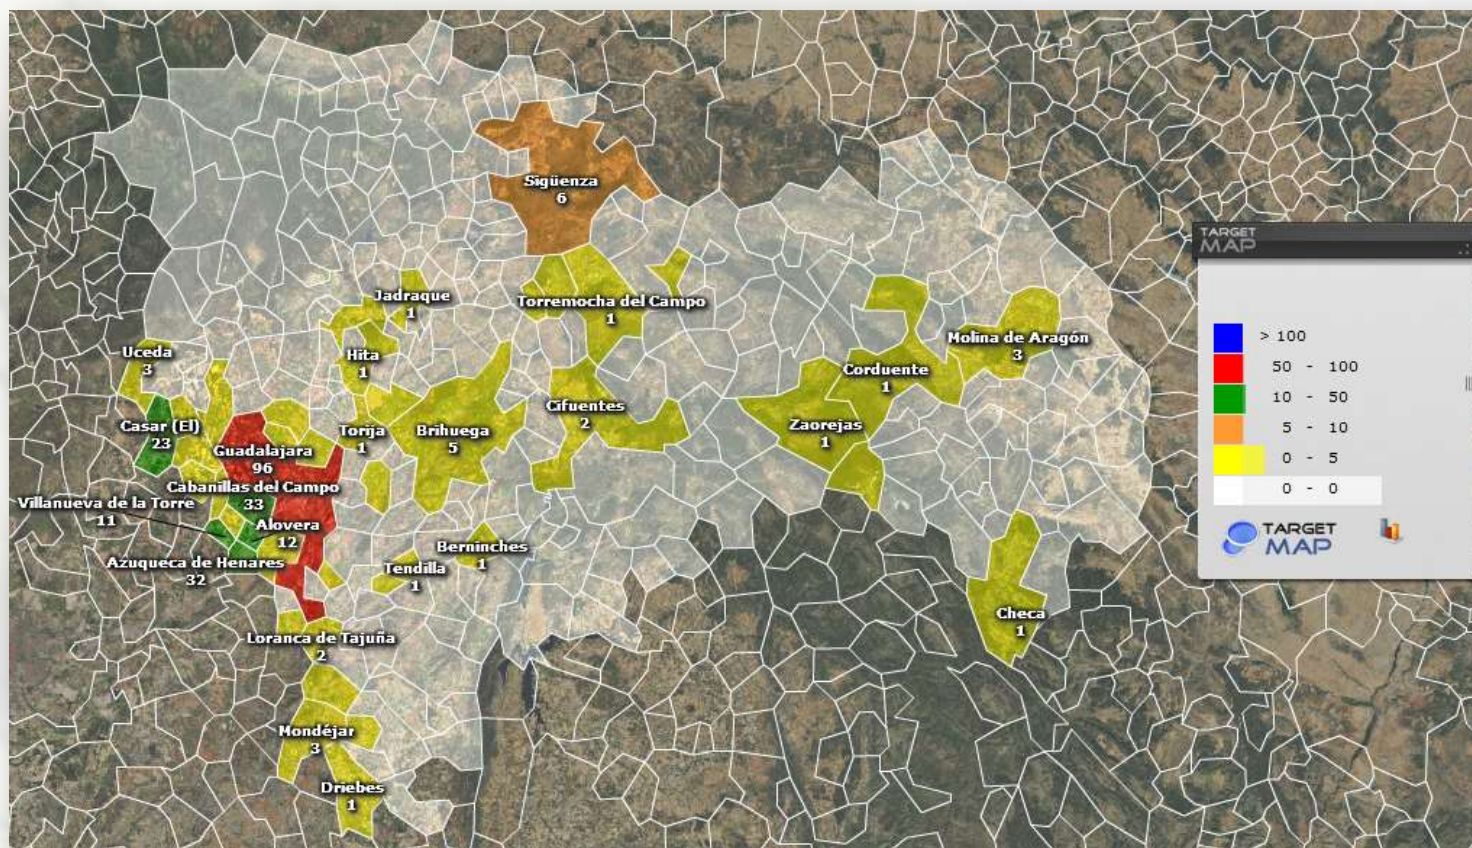 Sigüenza
6
Jadraque
1
Torremocha del Campo
1
Molina de Aragón
3
Uceda
3
Hita
1
Corduente
1
Cifuentes
2
Casar (El)
23
Guadalajara
96
Torija
1
Brihuega
5
Zaorejas
1
Cabanillas del Campo
33
Villanueva de la Torre
11
Alovera
12
Azuqueca de Henares
32
Berninches
1
Tendilla
1
Checa
1
Loranca de Tajuña
2
Mondéjar
3
Driebes
1
TARGET
MAP
> 100
50 - 100
10 - 50
5 - 10
0 - 5
0 - 0
TARGET
MAP